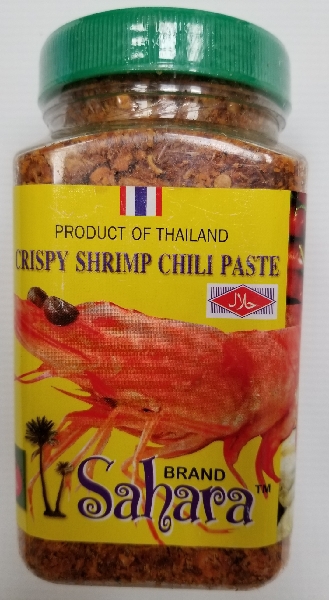 PRODUCT OF THAILAND
CRISPY SHRIMP CHILI PASTE
حلال
BRAND
Sahara™